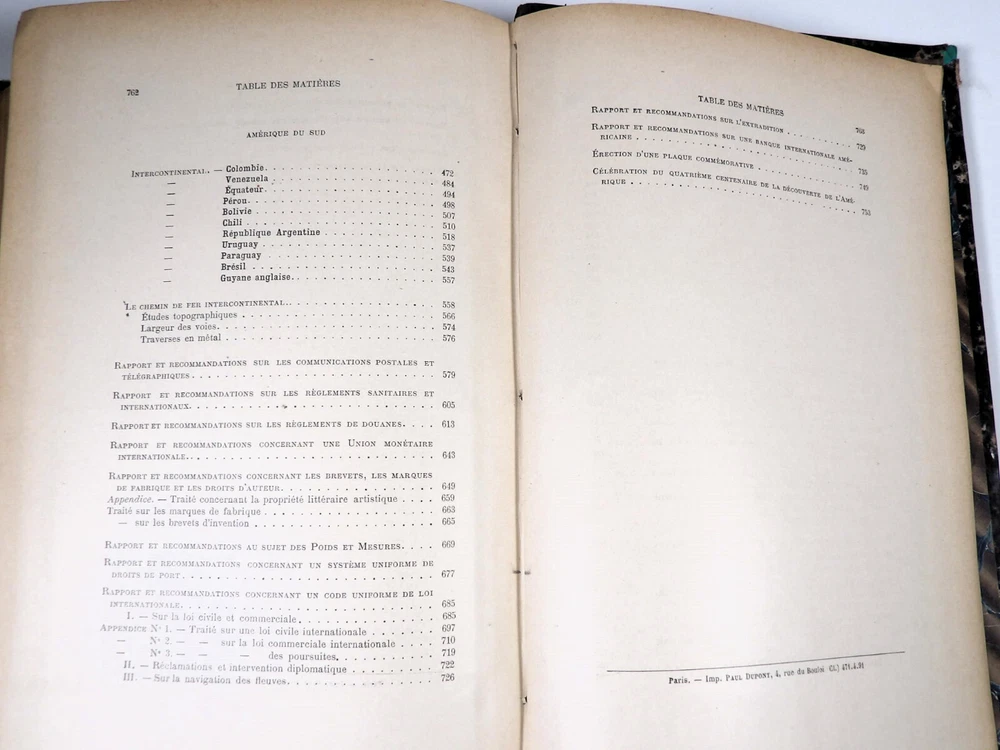 762
TABLE DES MATIÈRES
AMÉRIQUE DU SUD
INTERCONTINENTAL. — Colombie. 472
— Venezuela 484
— Équateur. 494
— Pérou. 498
— Bolivie 507
— Chili 510
— République Argentine 518
— Uruguay 537
— Paraguay 539
— Brésil 543
— Guyane anglaise. 557
LE CHEMIN DE FER INTERCONTINENTAL. 558
Études topographiques 566
Largeur des voies. 574
Traverses en métal 576
RAPPORT ET RECOMMANDATIONS SUR LES COMMUNICATIONS POSTALES ET
TÉLÉGRAPHIQUES. 579
RAPPORT ET RECOMMANDATIONS SUR LES RÈGLEMENTS SANITAIRES ET
INTERNATIONAUX. 605
RAPPORT ET RECOMMANDATIONS SUR LES RÈGLEMENTS DE DOUANES. 613
RAPPORT ET RECOMMANDATIONS CONCERNANT UNE UNION MONÉTAIRE
INTERNATIONALE. 643
RAPPORT ET RECOMMANDATIONS CONCERNANT LES BREVETS, LES MARQUES
DE FABRIQUE ET LES DROITS D'AUTEUR. 649
Appendice. — Traité concernant la propriété littéraire artistique 659
Traité sur les marques de fabrique 663
— sur les brevets d'invention 665
RAPPORT ET RECOMMANDATIONS AU SUJET DES POIDS ET MESURES. 669
RAPPORT ET RECOMMANDATIONS CONCERNANT UN SYSTÈME UNIFORME DE
DROITS DE PORT. 677
RAPPORT ET RECOMMANDATIONS CONCERNANT UN CODE UNIFORME DE LOI
INTERNATIONALE. 685
I. — Sur la loi civile et commerciale. 685
APPENDICE Nº 1. — Traité sur une loi civile internationale 697
— Nº 2. — — sur la loi commerciale internationale 710
— Nº 3. — — — des poursuites. 719
II. — Réclamations et intervention diplomatique 722
III. — Sur la navigation des fleuves. 726
TABLE DES MATIÈRES
763
RAPPORT ET RECOMMANDATIONS SUR L'EXTRADITION 729
RAPPORT ET RECOMMANDATIONS SUR UNE BANQUE INTERNATIONALE AMÉ-
RICAINE. 735
ÉRECTION D'UNE PLAQUE COMMÉMORATIVE 749
CÉLÉBRATION DU QUATRIÈME CENTENAIRE DE LA DÉCOUVERTE DE L'AMÉ-
RIQUE 753
Paris. — Imp. PAUL DUPONT, 4, rue du Bouloi (Cl.) 471.4.91